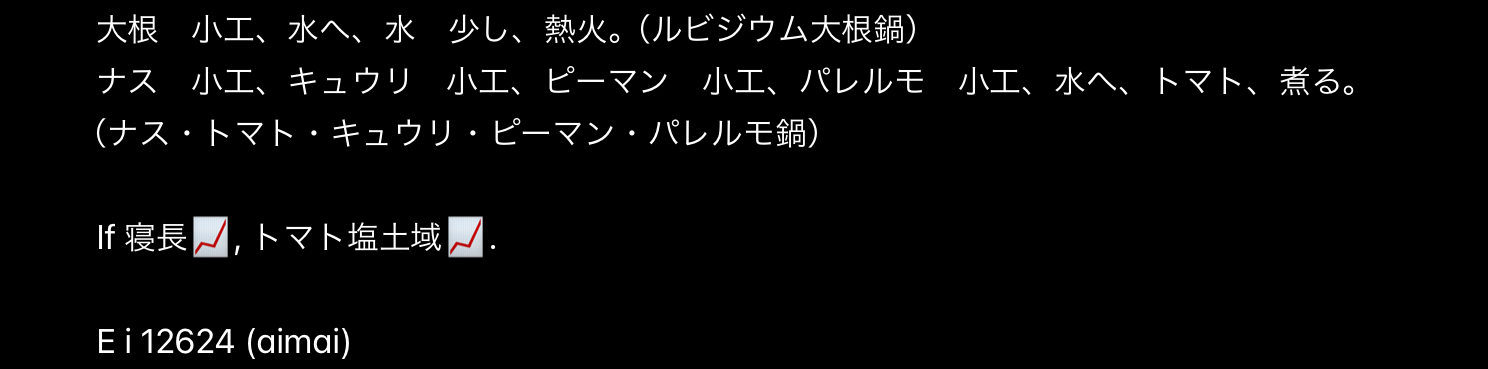 大根　小工、水へ、水　少し、熱火。（ルビジウム大根鍋）
ナス　小工、キュウリ　小工、ピーマン　小工、パレルモ　小工、水へ、トマト、煮る。
（ナス・トマト・キュウリ・ピーマン・パレルモ鍋）
If 寝長📈, トマト塩土域📈.
E i 12624 (aimai)